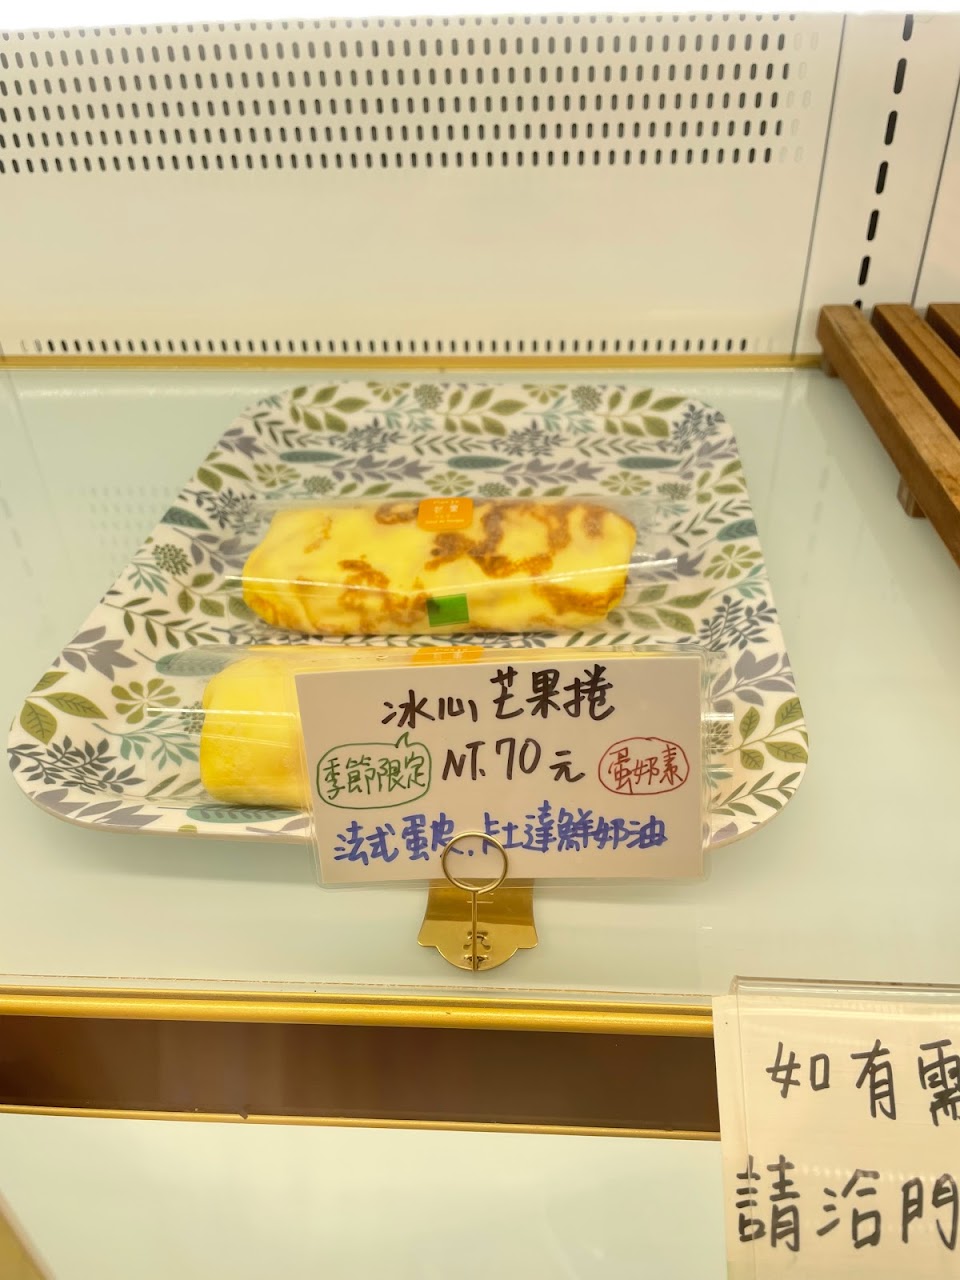 冰心芒果捲
季節限定
NT.70元
蛋奶素
法式蛋皮.卡士達鮮奶油
如有需
請洽門